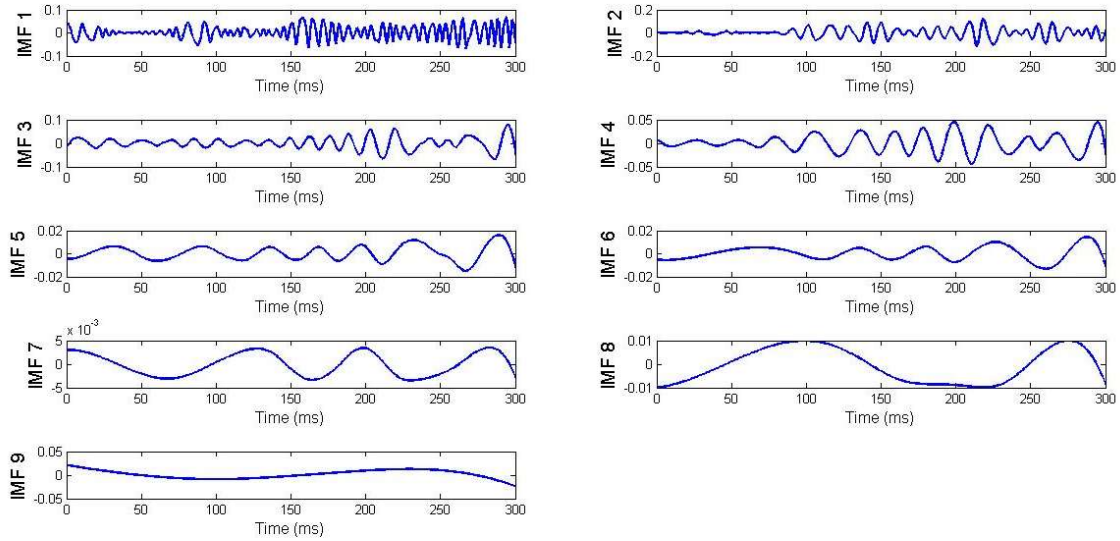 IMF 1
0.1
0
-0.1
0 50 100 150 200 250 300
Time (ms)
IMF 2
0.2
0
-0.2
0 50 100 150 200 250 300
Time (ms)
IMF 3
0.1
0
-0.1
0 50 100 150 200 250 300
Time (ms)
IMF 4
0.05
0
-0.05
0 50 100 150 200 250 300
Time (ms)
IMF 5
0.02
0
-0.02
0 50 100 150 200 250 300
Time (ms)
IMF 6
0.02
0
-0.02
0 50 100 150 200 250 300
Time (ms)
IMF 7
x 10^-3
5
0
-5
0 50 100 150 200 250 300
Time (ms)
IMF 8
0.01
0
-0.01
0 50 100 150 200 250 300
Time (ms)
IMF 9
0.05
0
-0.05
0 50 100 150 200 250 300
Time (ms)